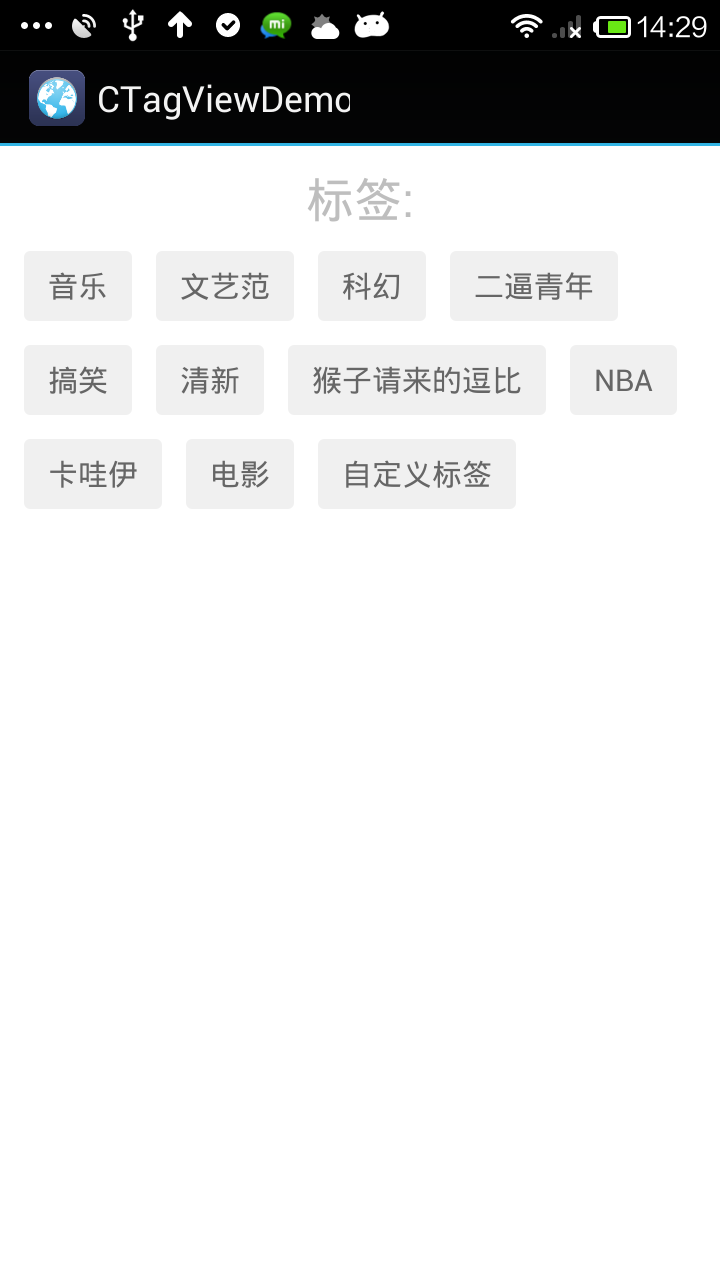 14:29
CTagViewDemo
标签:
音乐 文艺范 科幻 二逼青年
搞笑 清新 猴子请来的逗比 NBA
卡哇伊 电影 自定义标签